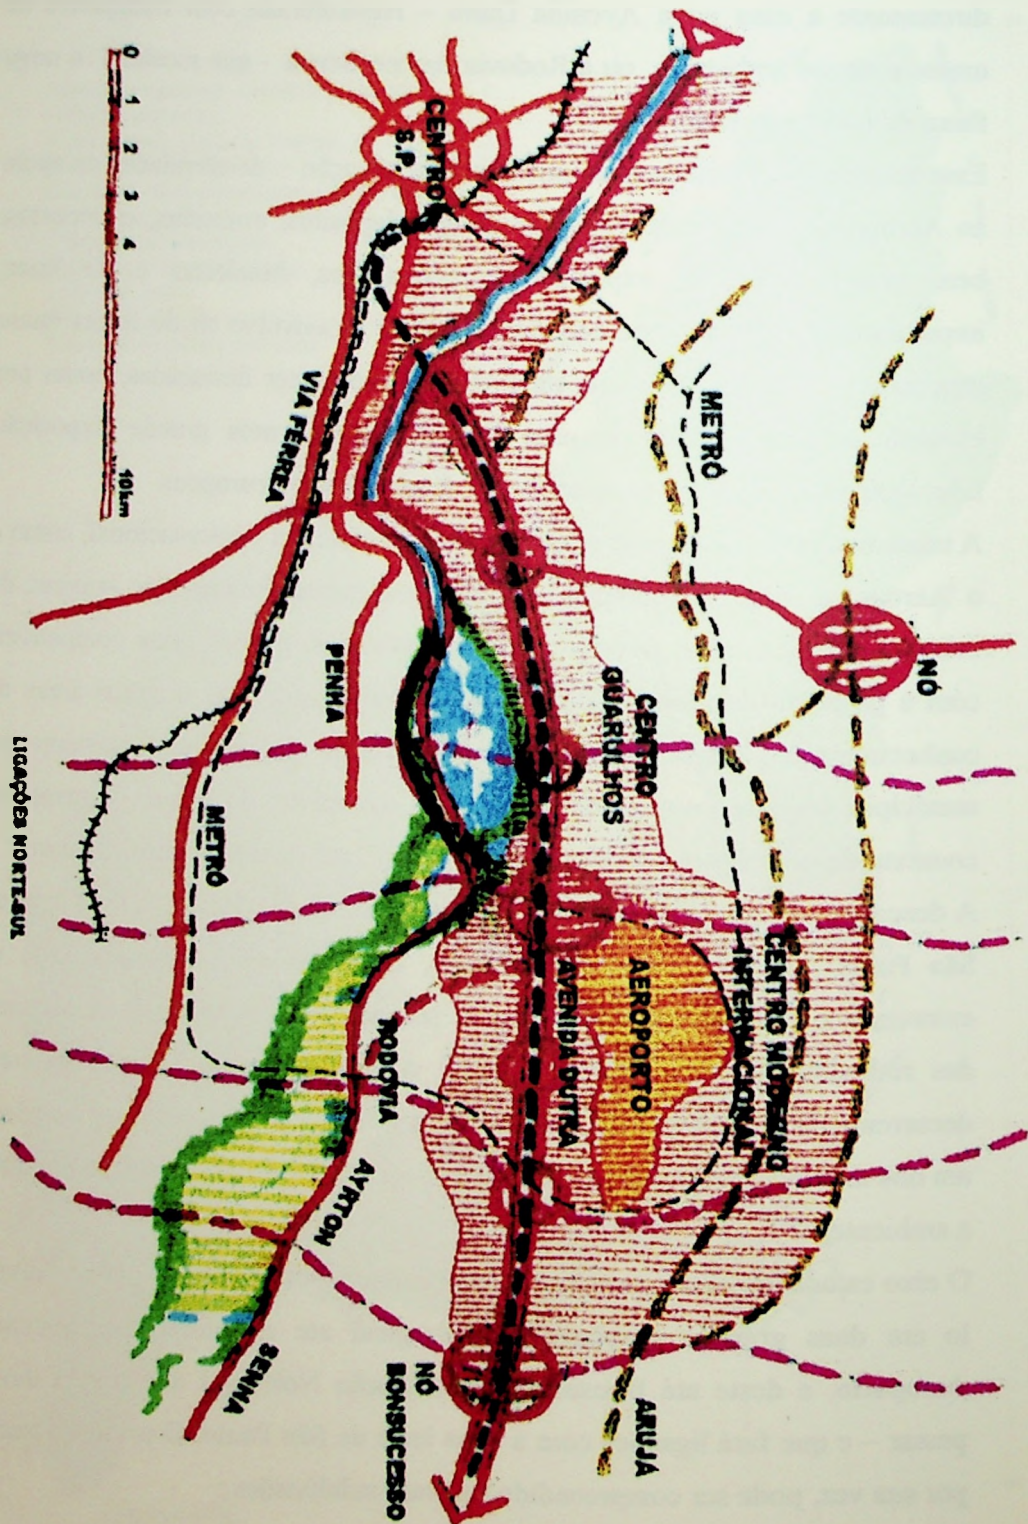 NÓ
CENTRO MODERNO
INTERNACIONAL
METRÔ
CENTRO
GUARULHOS
AEROPORTO
ARUJÁ
AVENIDA DUTRA
CENTRO
S.P.
NÓ
BONSUCESSO
RODOVIA AYRTON SENNA
PENHA
VIA FÉRREA
METRÔ
0 1 2 3 4 10km
LIGAÇÕES NORTE-SUL